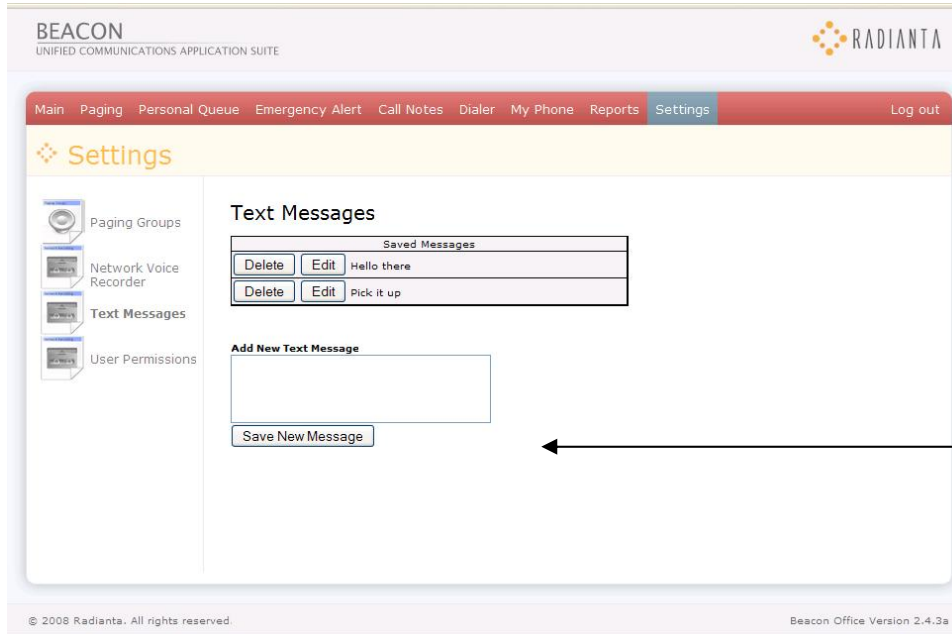 BEACON
UNIFIED COMMUNICATIONS APPLICATION SUITE
RADIANTA
Main Paging Personal Queue Emergency Alert Call Notes Dialer My Phone Reports Settings Log out
Settings
Paging Groups
Network Voice
Recorder
Text Messages
User Permissions
Text Messages
Saved Messages
Delete Edit Hello there
Delete Edit Pick it up
Add New Text Message
Save New Message
© 2008 Radianta. All rights reserved.
Beacon Office Version 2.4.3a